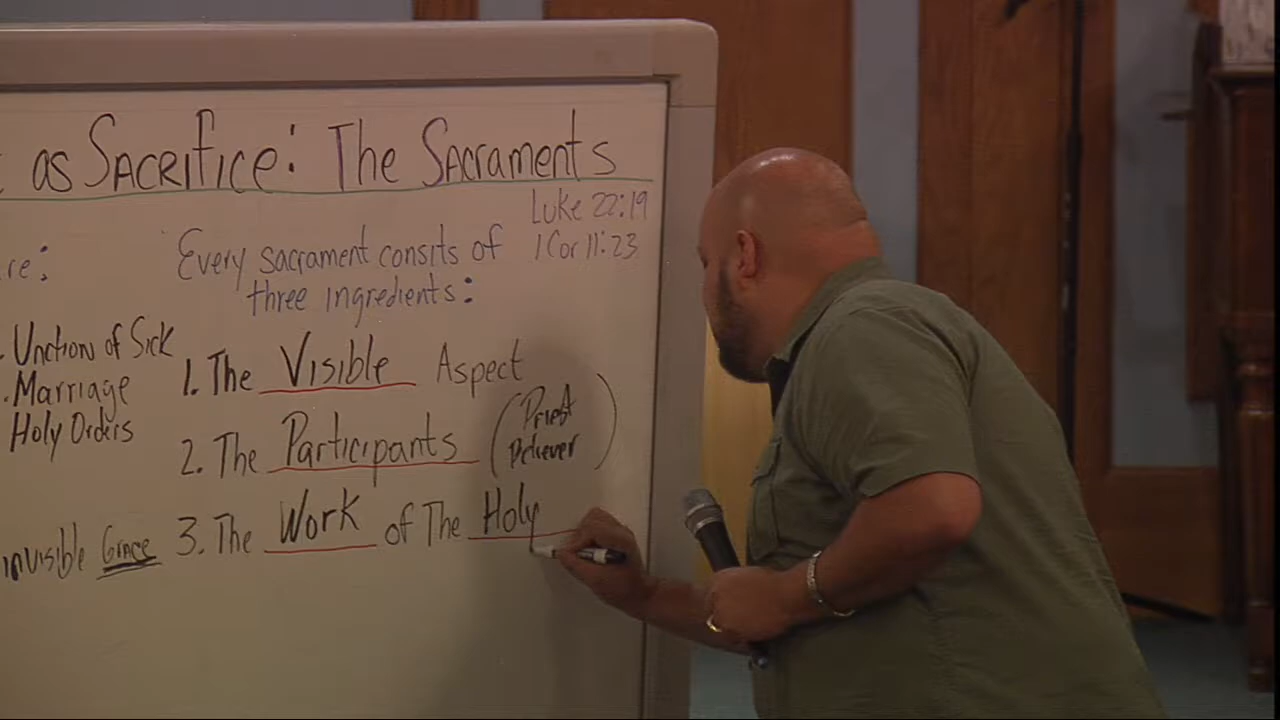 as Sacrifice: The Sacraments
Luke 22:19
1 Cor 11:23
Every sacrament consits of
three ingredients:
re:
Unction of Sick
Marriage
Holy Orders
invisible Grace
1. The Visible Aspect
2. The Participants (Priest
Believer)
3. The Work of The Holy